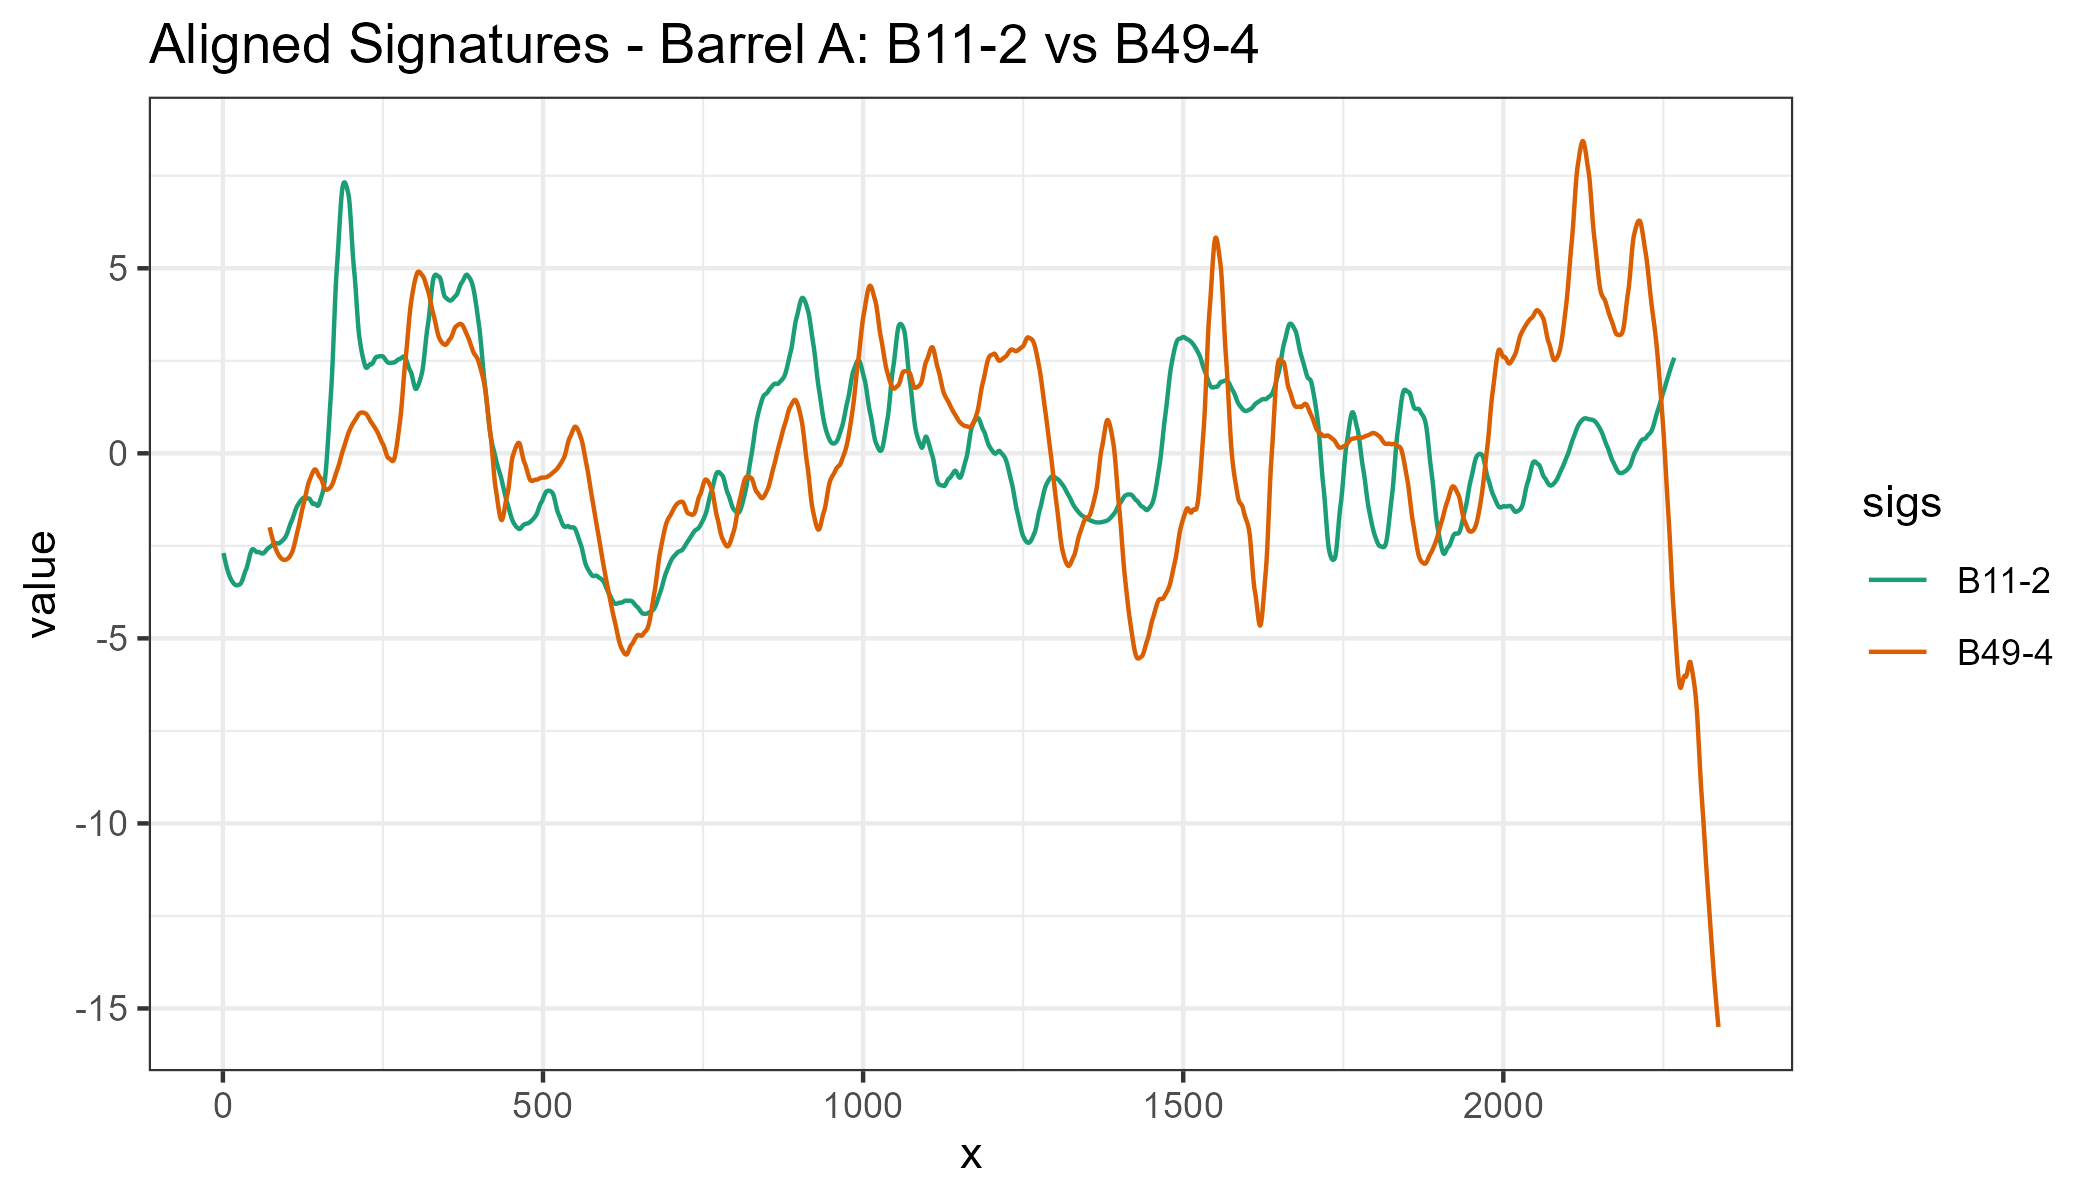 Aligned Signatures - Barrel A: B11-2 vs B49-4
value
5
0
-5
-10
-15
0 500 1000 1500 2000
x
sigs
B11-2
B49-4